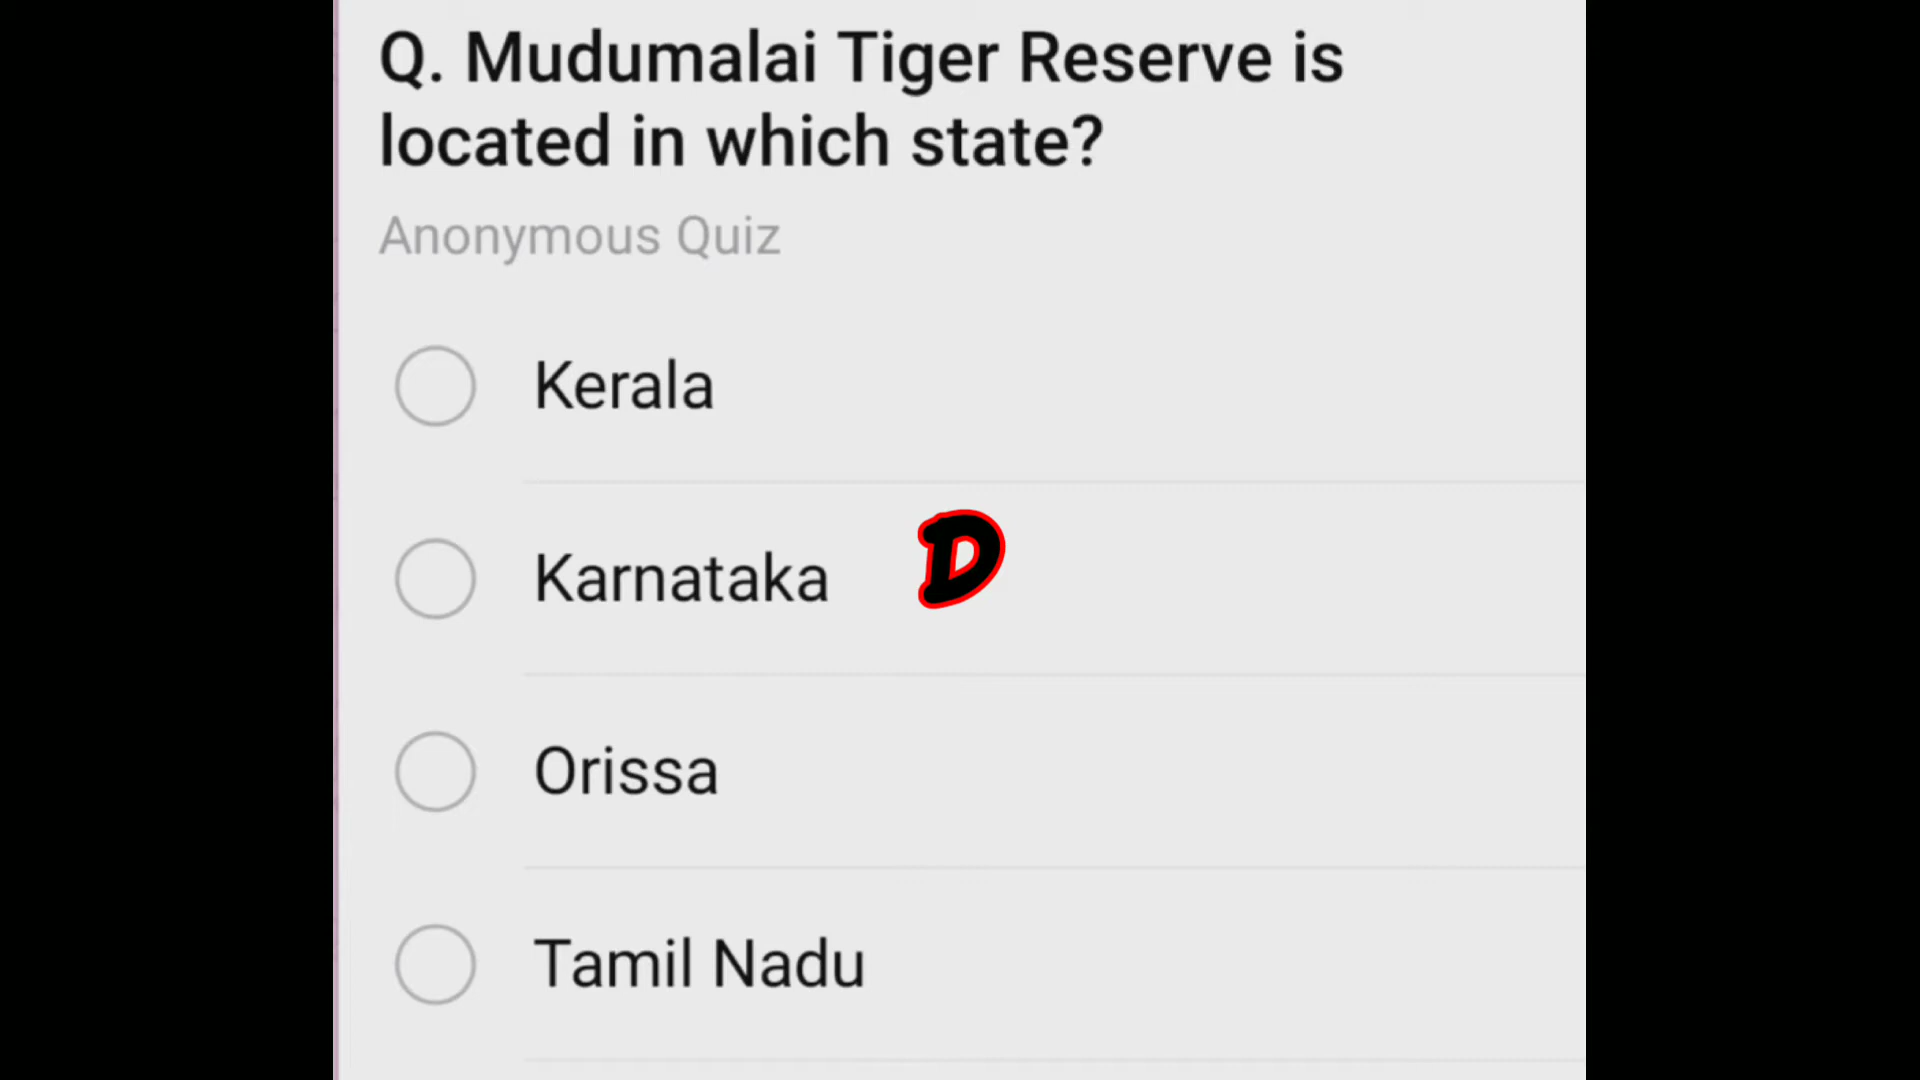 Q. Mudumalai Tiger Reserve is
located in which state?
Anonymous Quiz
Kerala
Karnataka
D
Orissa
Tamil Nadu